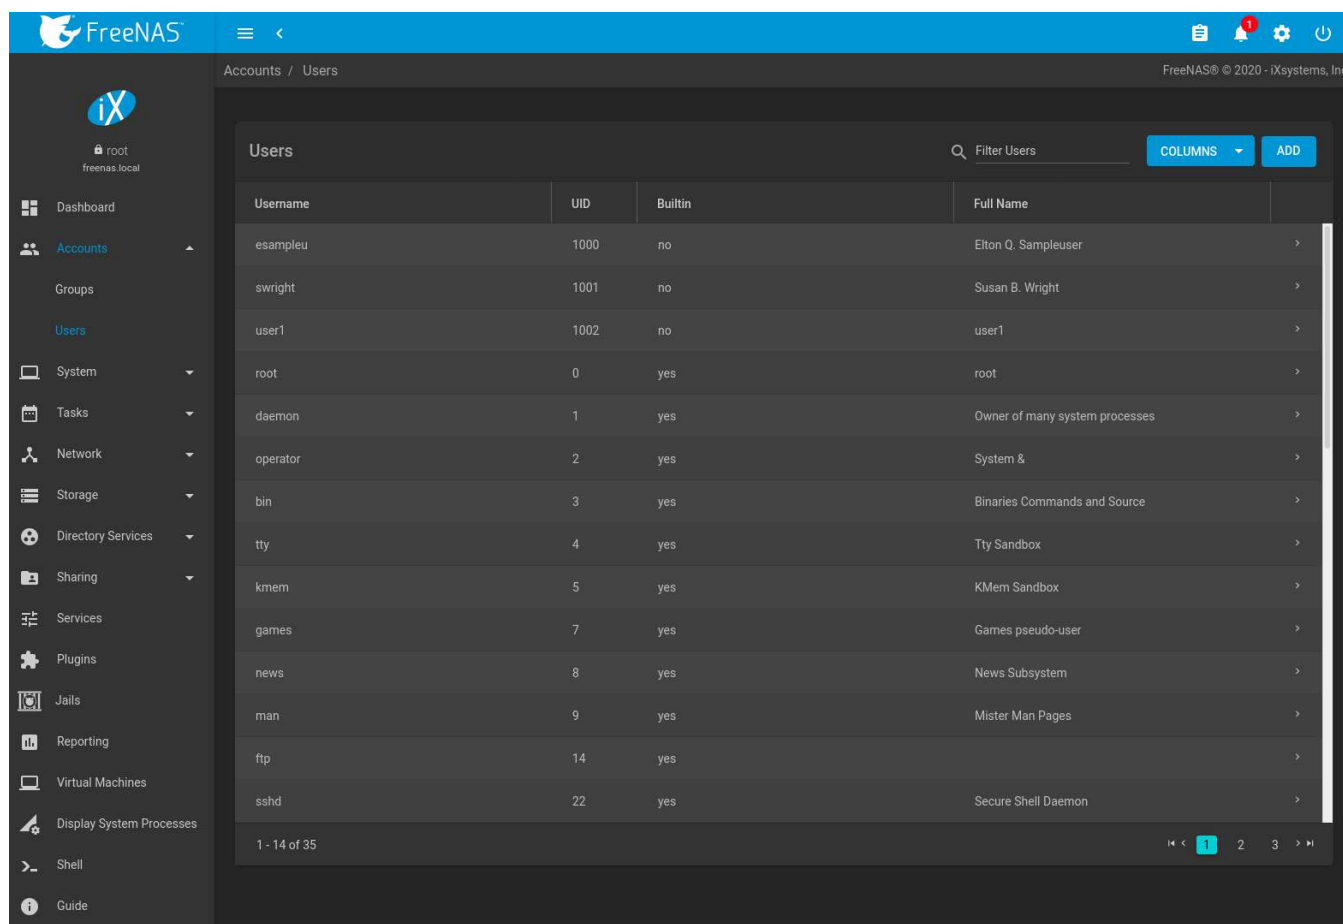 FreeNAS
1
Accounts / Users
FreeNAS® © 2020 - iXsystems, Inc
iX
root
freenas.local
Dashboard
Accounts
Groups
Users
System
Tasks
Network
Storage
Directory Services
Sharing
Services
Plugins
Jails
Reporting
Virtual Machines
Display System Processes
Shell
Guide
Users
Filter Users
COLUMNS
ADD
Username UID Builtin Full Name
esampleu 1000 no Elton Q. Sampleuser
swright 1001 no Susan B. Wright
user1 1002 no user1
root 0 yes root
daemon 1 yes Owner of many system processes
operator 2 yes System &
bin 3 yes Binaries Commands and Source
tty 4 yes Tty Sandbox
kmem 5 yes KMem Sandbox
games 7 yes Games pseudo-user
news 8 yes News Subsystem
man 9 yes Mister Man Pages
ftp 14 yes
sshd 22 yes Secure Shell Daemon
1 - 14 of 35
1 2 3